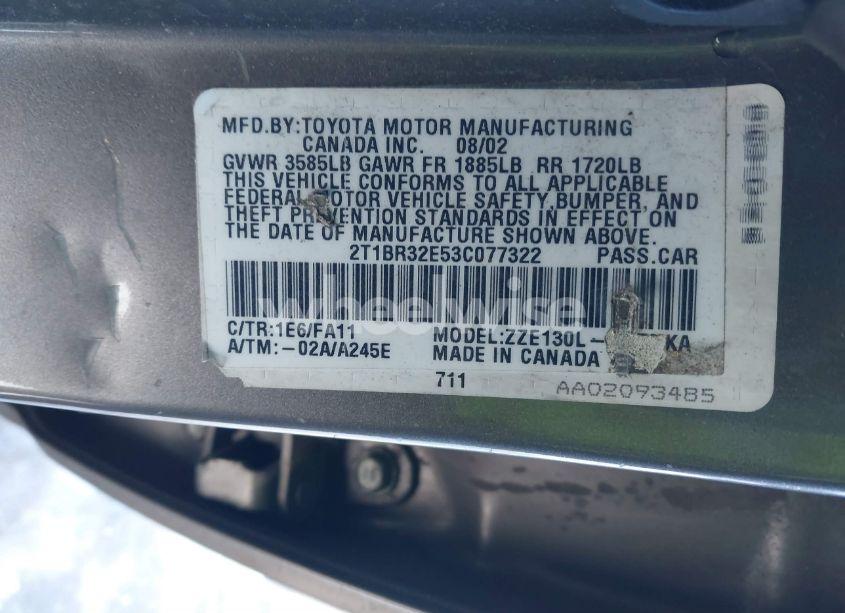 MFD.BY:TOYOTA MOTOR MANUFACTURING
CANADA INC. 08/02
GVWR 3585LB GAWR FR 1885LB RR 1720LB
THIS VEHICLE CONFORMS TO ALL APPLICABLE
FEDERAL MOTOR VEHICLE SAFETY,BUMPER, AND
THEFT PREVENTION STANDARDS IN EFFECT ON
THE DATE OF MANUFACTURE SHOWN ABOVE.
2T1BR32E53C077322 PASS.CAR
wheelwise
C/TR:1E6/FA11 MODEL:ZZE130L- KA
A/TM:-02A/A245E MADE IN CANADA
711
AA02093485